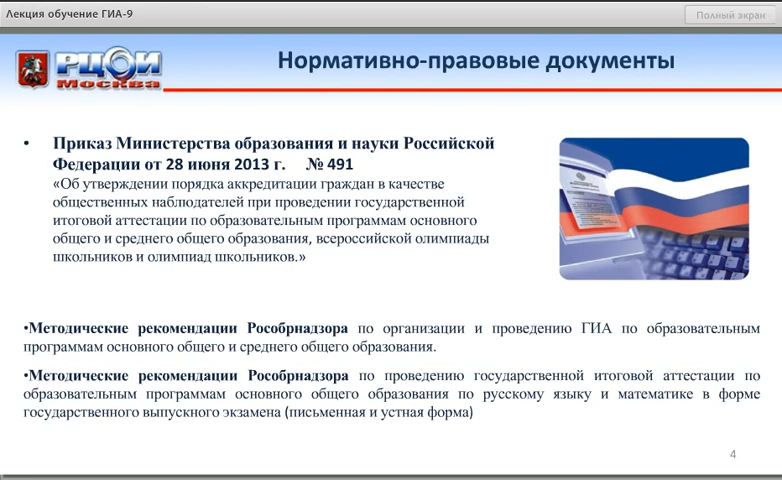 Лекция обучение ГИА-9
Полный экран
РЦОИ
Москва
Нормативно-правовые документы
• Приказ Министерства образования и науки Российской
Федерации от 28 июня 2013 г. № 491
«Об утверждении порядка аккредитации граждан в качестве
общественных наблюдателей при проведении государственной
итоговой аттестации по образовательным программам основного
общего и среднего общего образования, всероссийской олимпиады
школьников и олимпиад школьников.»
•Методические рекомендации Рособрнадзора по организации и проведению ГИА по образовательным
программам основного общего и среднего общего образования.
•Методические рекомендации Рособрнадзора по проведению государственной итоговой аттестации по
образовательным программам основного общего образования по русскому языку и математике в форме
государственного выпускного экзамена (письменная и устная форма)
4